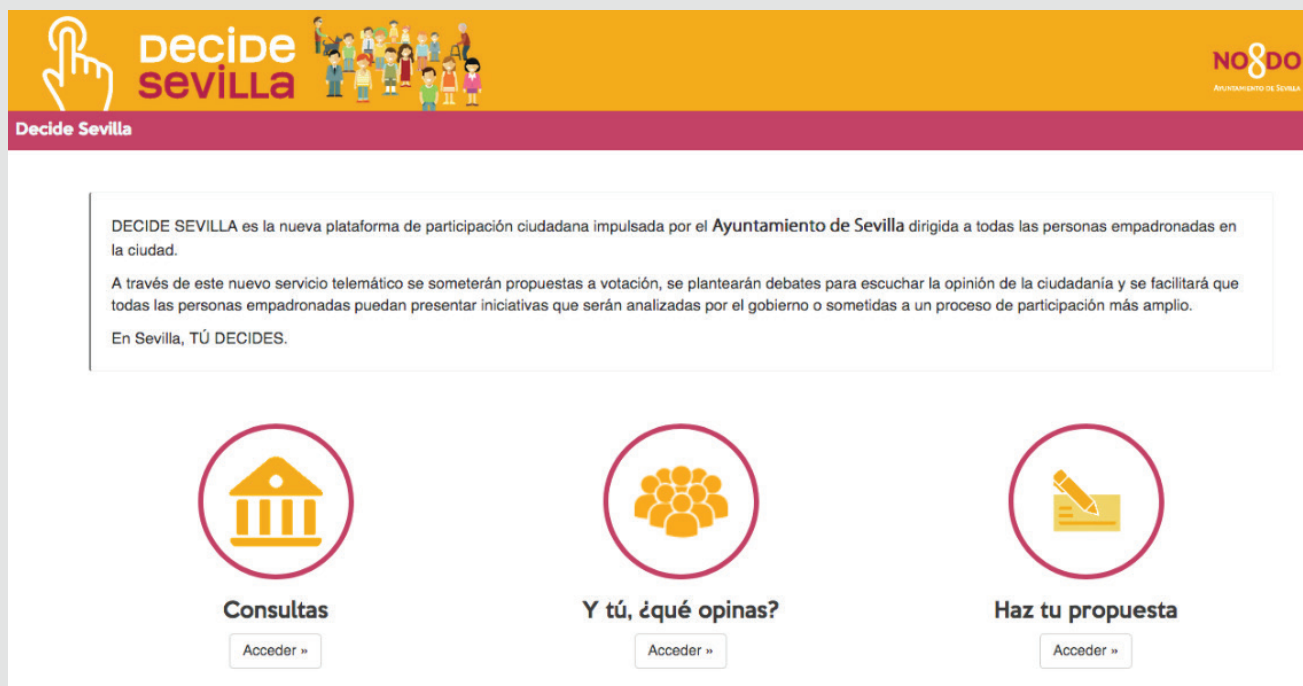 Decide
sevilla
NO8DO
Ayuntamiento de Sevilla
Decide Sevilla
DECIDE SEVILLA es la nueva plataforma de participación ciudadana impulsada por el Ayuntamiento de Sevilla dirigida a todas las personas empadronadas en
la ciudad.
A través de este nuevo servicio telemático se someterán propuestas a votación, se plantearán debates para escuchar la opinión de la ciudadanía y se facilitará que
todas las personas empadronadas puedan presentar iniciativas que serán analizadas por el gobierno o sometidas a un proceso de participación más amplio.
En Sevilla, TÚ DECIDES.
Consultas
Y tú, ¿qué opinas?
Haz tu propuesta
Acceder »
Acceder »
Acceder »